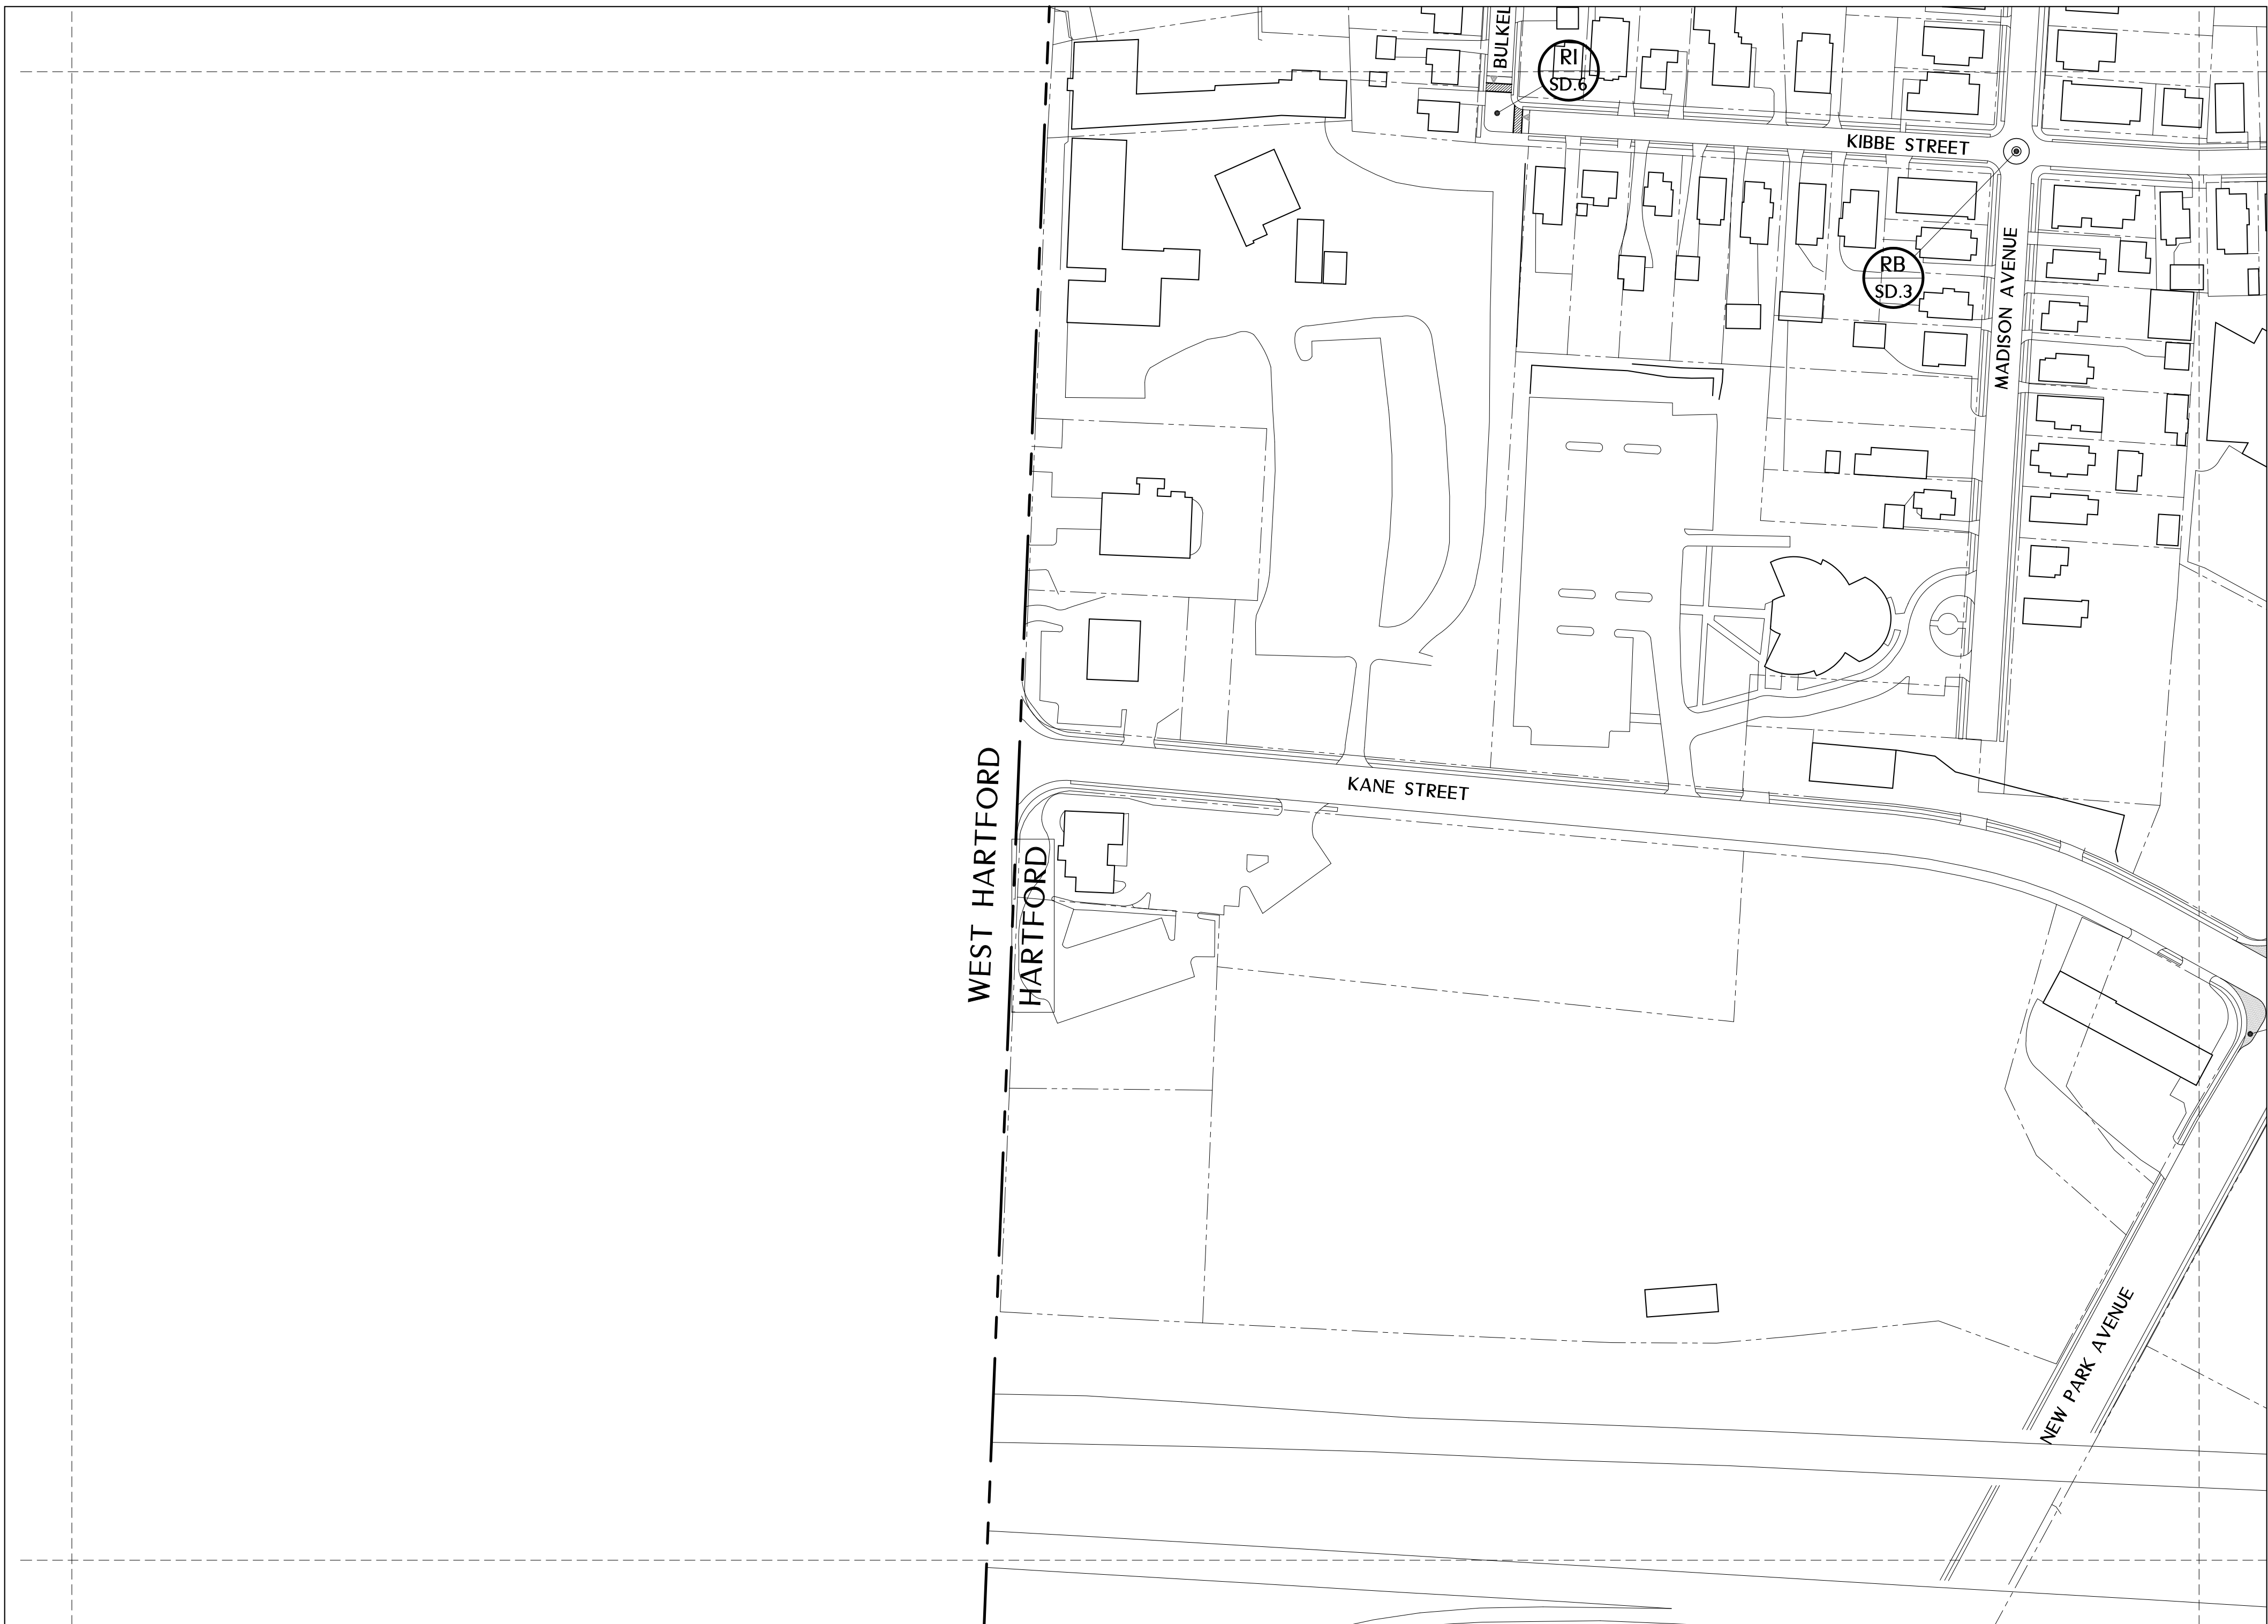 BULKEL
RI
SD.6
KIBBE STREET
RB
SD.3
MADISON AVENUE
KANE STREET
WEST HARTFORD
HARTFORD
NEW PARK AVENUE